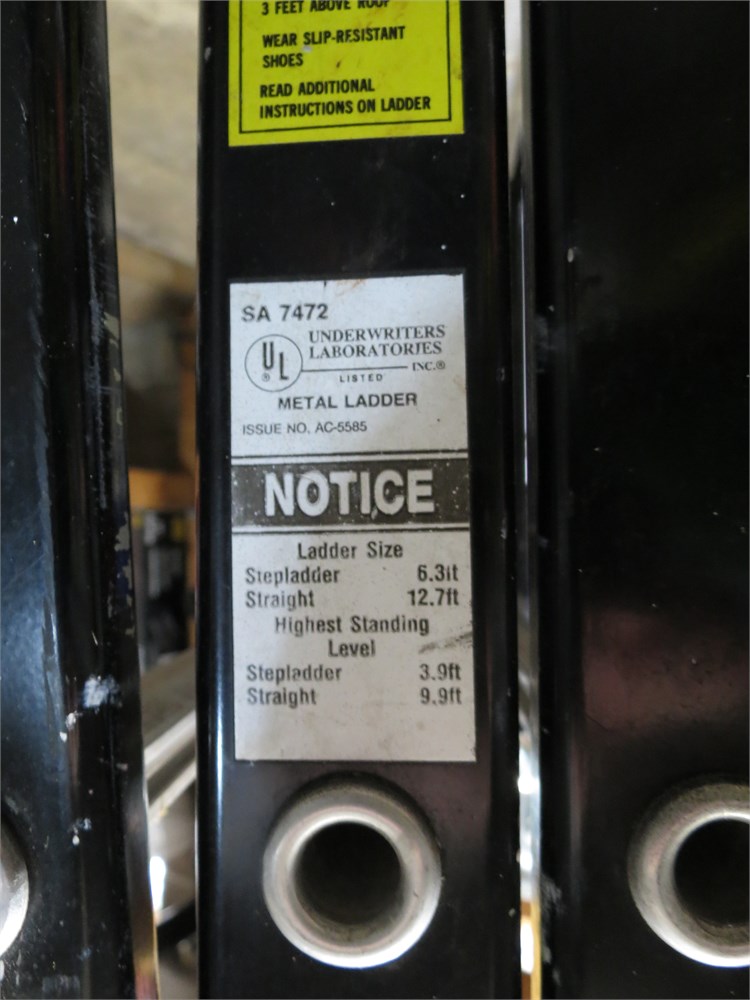 3 FEET ABOVE ROOF
WEAR SLIP-RESISTANT
SHOES
READ ADDITIONAL
INSTRUCTIONS ON LADDER
SA 7472
UL ®
UNDERWRITERS
LABORATORIES
INC.®
LISTED
METAL LADDER
ISSUE NO. AC-5585
NOTICE
Ladder Size
Stepladder 6.3ft
Straight 12.7ft
Highest Standing
Level
Stepladder 3.9ft
Straight 9.9ft